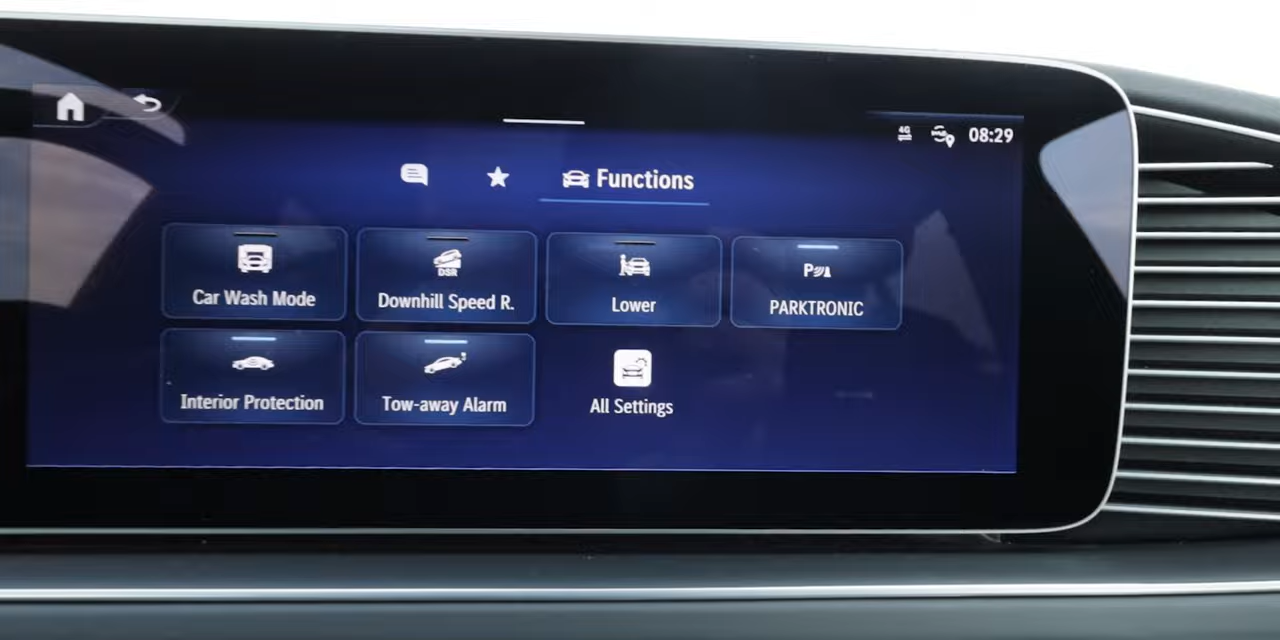 4G
08:29
Functions
Car Wash Mode
DSR
Downhill Speed R.
Lower
P
PARKTRONIC
Interior Protection
Tow-away Alarm
All Settings